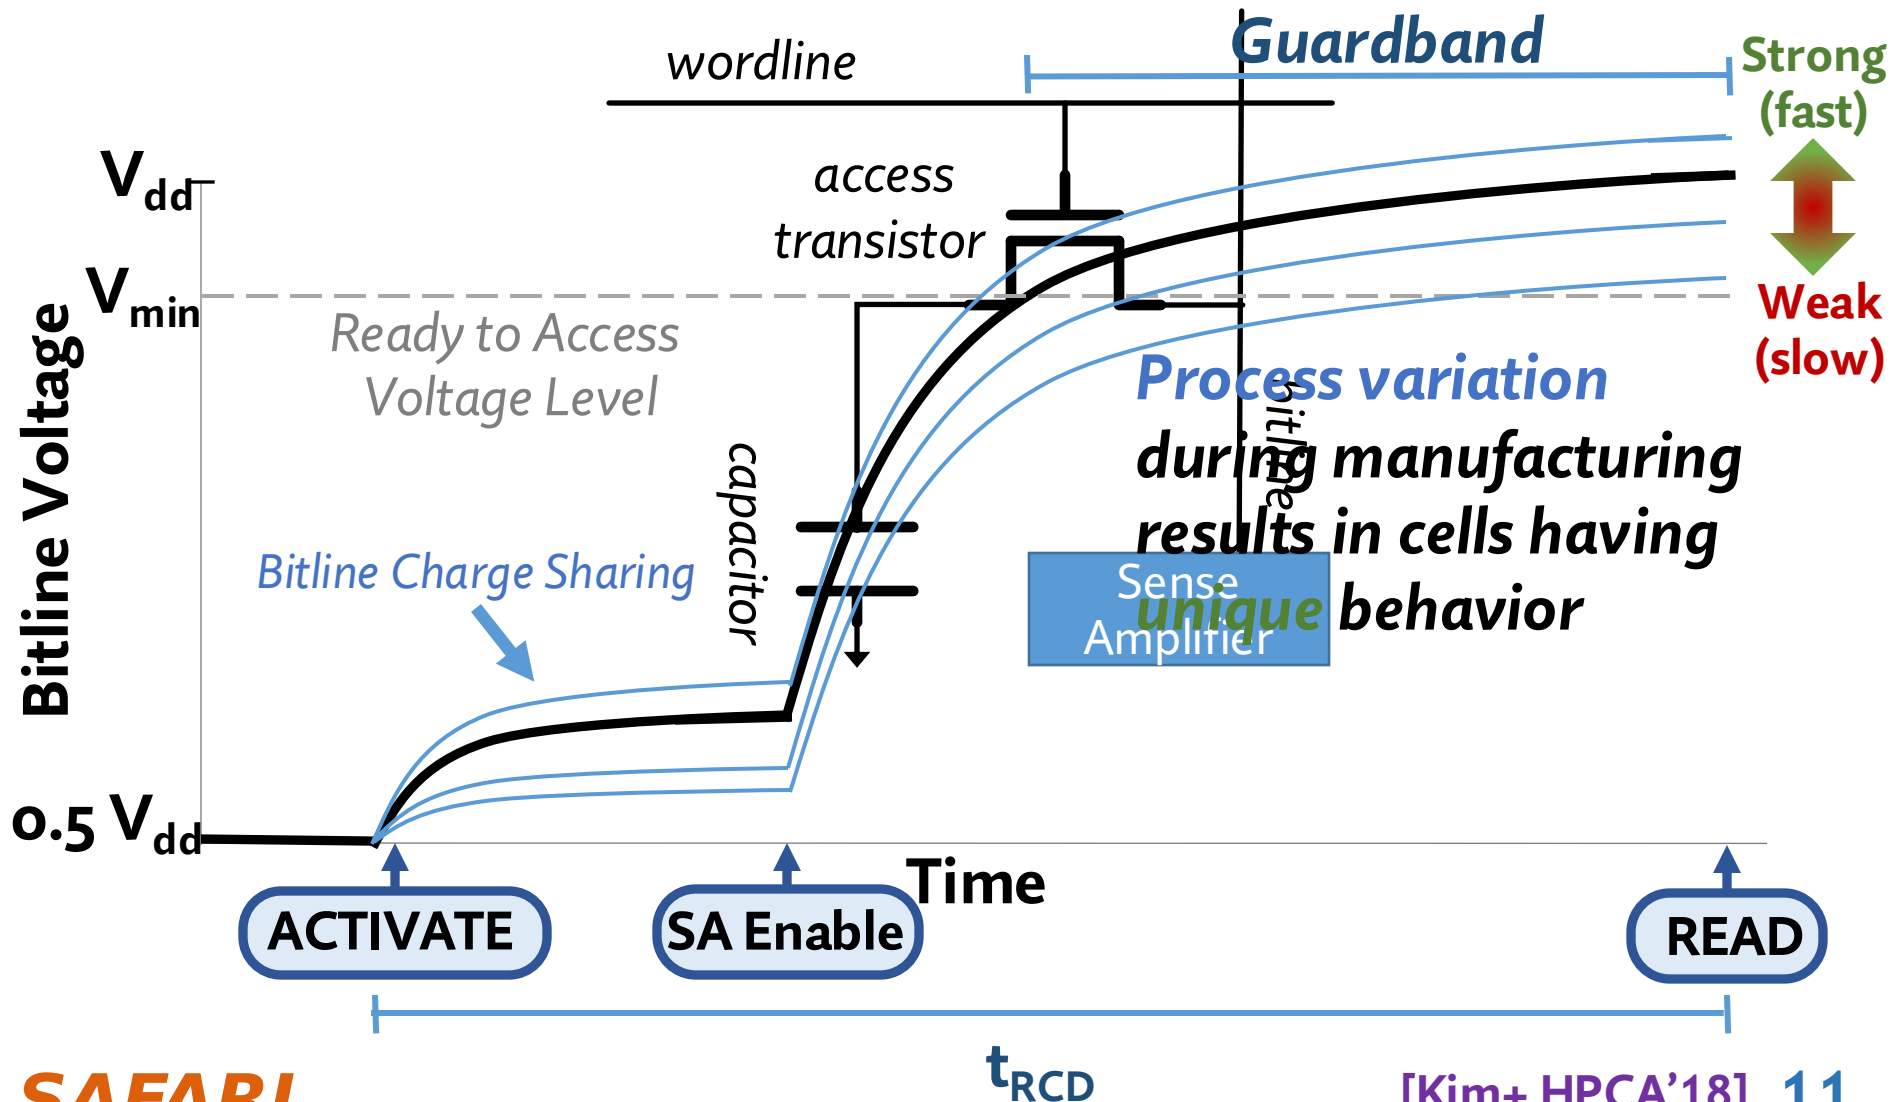 wordline
Guardband
Strong
(fast)
access
transistor
Vdd
Vmin
Ready to Access
Voltage Level
Weak
(slow)
Bitline Voltage
Process variation
during manufacturing
results in cells having
unique behavior
bitline
capacitor
Bitline Charge Sharing
Sense
Amplifier
0.5 Vdd
Time
ACTIVATE
SA Enable
READ
tRCD
SAFARI
[Kim+ HPCA’18]
11